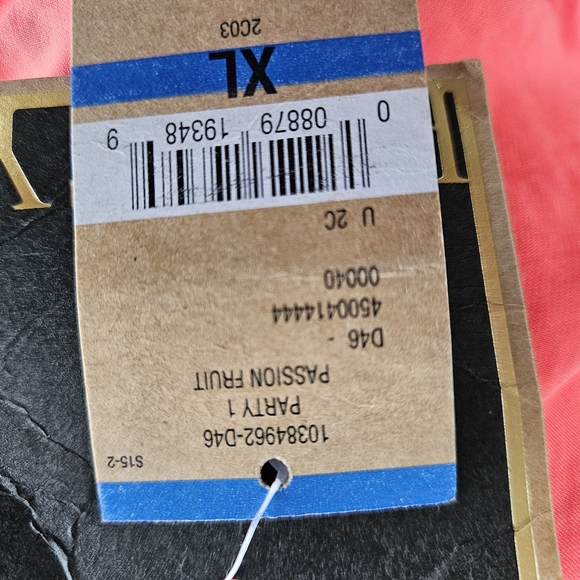 S15-2
10384962-D46
PARTY 1
PASSION FRUIT
D46 -
4500414444
00040
U 2C
0 08879 19348 9
XL
2C03